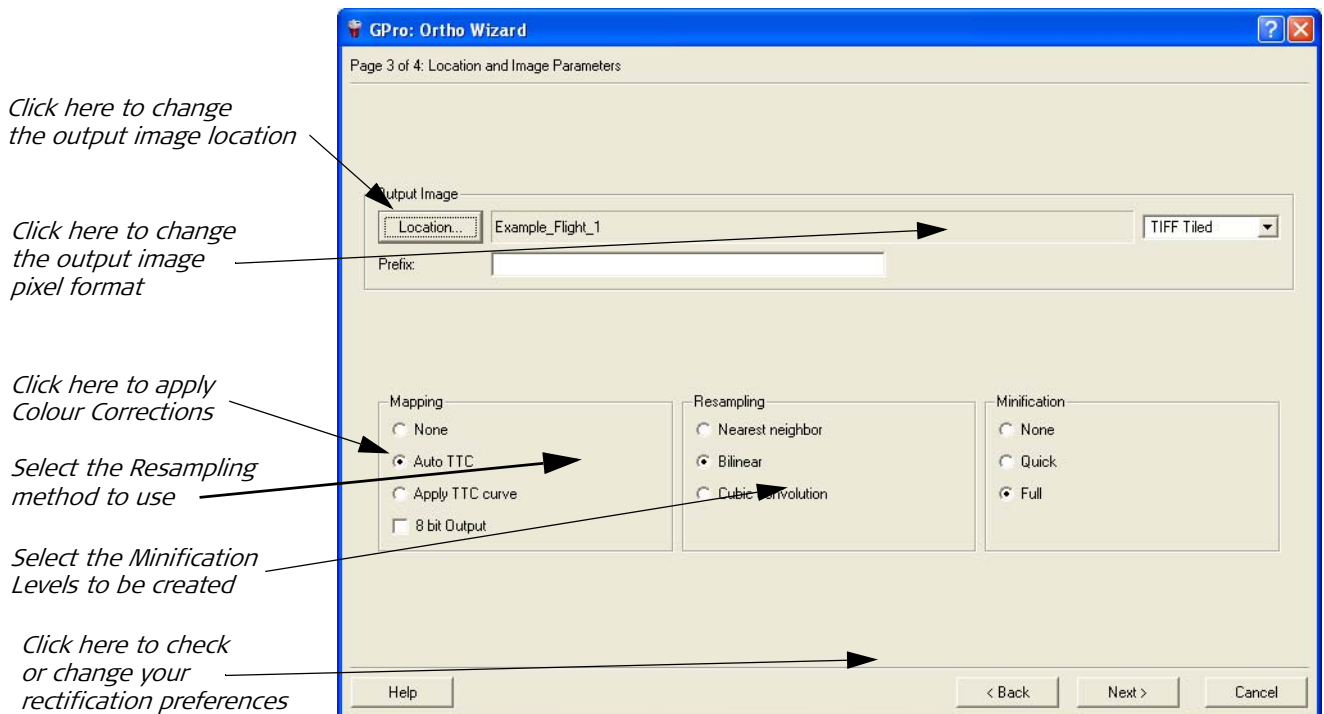 GPro: Ortho Wizard
Page 3 of 4: Location and Image Parameters
Click here to change
the output image location
Output Image
Location...
Example_Flight_1
TIFF Tiled
Prefix:
Click here to change
the output image
pixel format
Click here to apply
Colour Corrections
Mapping
None
Auto TTC
Apply TTC curve
8 bit Output
Resampling
Nearest neighbor
Bilinear
Cubic convolution
Minification
None
Quick
Full
Select the Resampling
method to use
Select the Minification
Levels to be created
Click here to check
or change your
rectification preferences
Help
< Back
Next >
Cancel